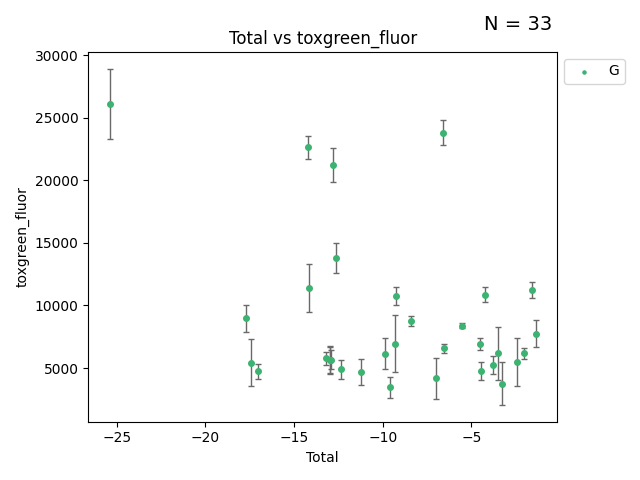 N = 33
Total vs toxgreen_fluor
G
toxgreen_fluor
30000
25000
20000
15000
10000
5000
−25
−20
−15
−10
−5
Total